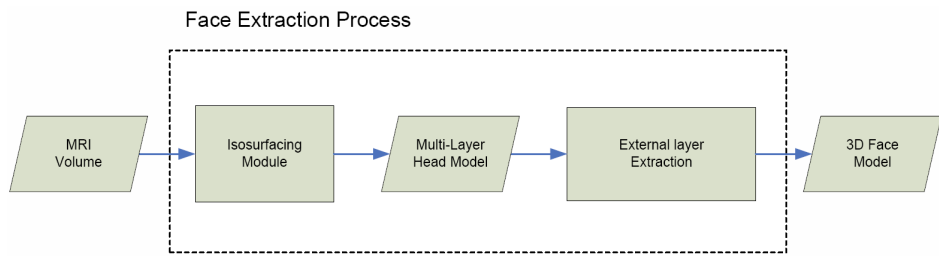 Face Extraction Process
MRI
Volume
Isosurfacing
Module
Multi-Layer
Head Model
External layer
Extraction
3D Face
Model